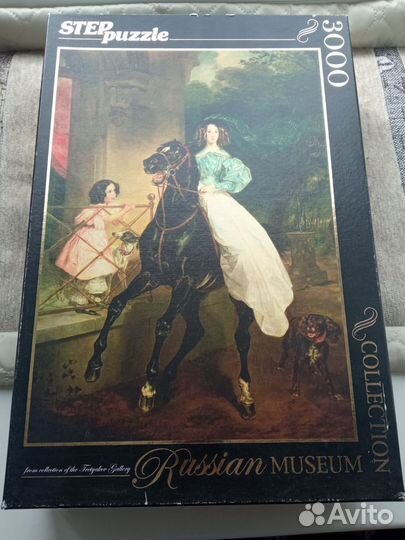 STEP
puzzle
3000
COLLECTION
from collection of the Tretyakov Gallery
Russian MUSEUM
Avito